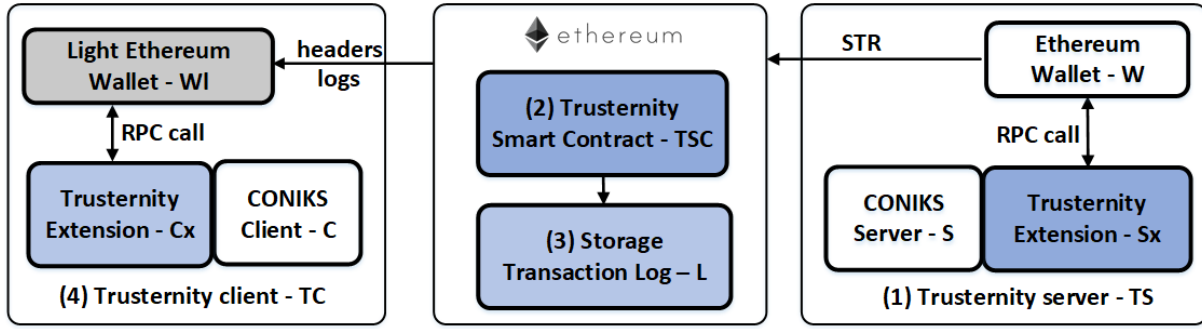 Light Ethereum
Wallet - Wl
RPC call
Trusternity
Extension - Cx
CONIKS
Client - C
(4) Trusternity client - TC
headers
logs
ethereum
(2) Trusternity
Smart Contract - TSC
(3) Storage
Transaction Log – L
STR
Ethereum
Wallet - W
RPC call
CONIKS
Server - S
Trusternity
Extension - Sx
(1) Trusternity server - TS